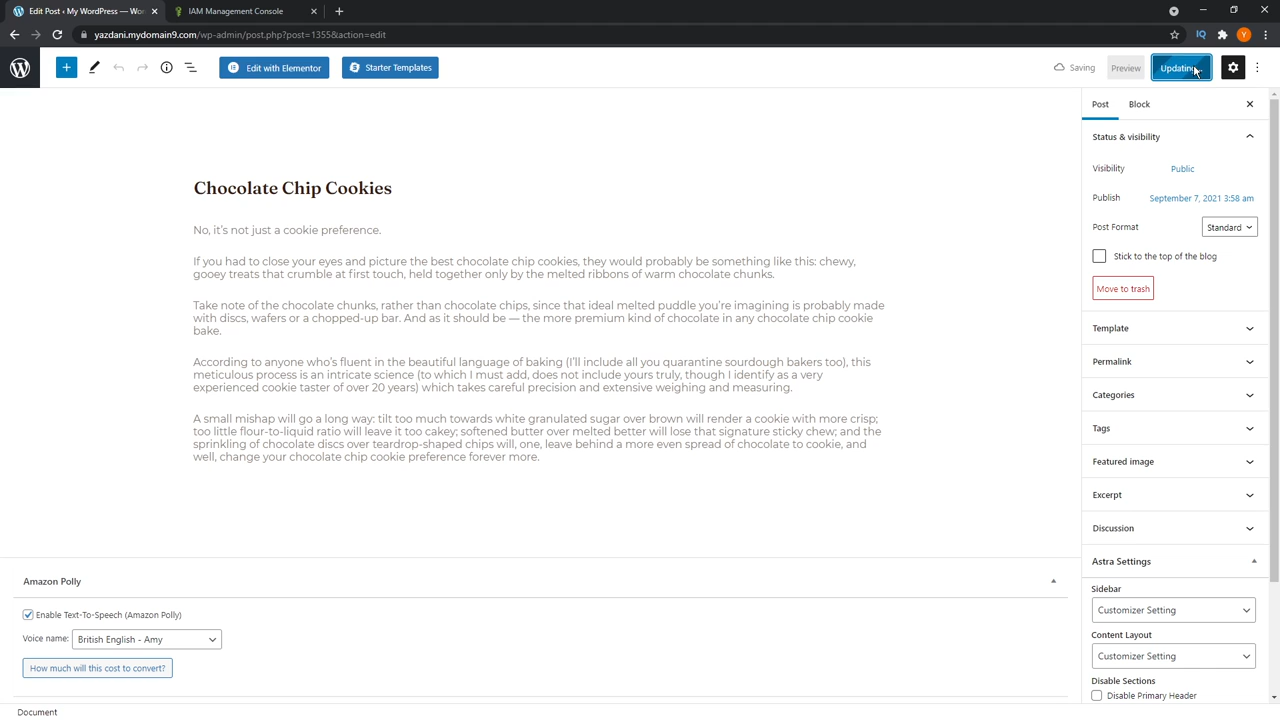 Edit Post ‹ My WordPress — Wo
IAM Management Console
yazdani.mydomain9.com/wp-admin/post.php?post=1355&action=edit
IQ
Y
Edit with Elementor
Starter Templates
Saving
Preview
Updating
Post
Block
Status & visibility
Visibility
Public
Publish
September 7, 2021 3:58 am
Post Format
Standard
Stick to the top of the blog
Move to trash
Template
Permalink
Categories
Tags
Featured image
Excerpt
Discussion
Astra Settings
Sidebar
Customizer Setting
Content Layout
Customizer Setting
Disable Sections
Disable Primary Header
Chocolate Chip Cookies
No, it's not just a cookie preference.
If you had to close your eyes and picture the best chocolate chip cookies, they would probably be something like this: chewy,
gooey treats that crumble at first touch, held together only by the melted ribbons of warm chocolate chunks.
Take note of the chocolate chunks, rather than chocolate chips, since that ideal melted puddle you're imagining is probably made
with discs, wafers or a chopped-up bar. And as it should be — the more premium kind of chocolate in any chocolate chip cookie
bake.
According to anyone who's fluent in the beautiful language of baking (I'll include all you quarantine sourdough bakers too), this
meticulous process is an intricate science (to which I must add, does not include yours truly, though I identify as a very
experienced cookie taster of over 20 years) which takes careful precision and extensive weighing and measuring.
A small mishap will go a long way: tilt too much towards white granulated sugar over brown will render a cookie with more crisp;
too little flour-to-liquid ratio will leave it too cakey; softened butter over melted better will lose that signature sticky chew; and the
sprinkling of chocolate discs over teardrop-shaped chips will, one, leave behind a more even spread of chocolate to cookie, and
well, change your chocolate chip cookie preference forever more.
Amazon Polly
Enable Text-To-Speech (Amazon Polly)
Voice name:
British English - Amy
How much will this cost to convert?
Document